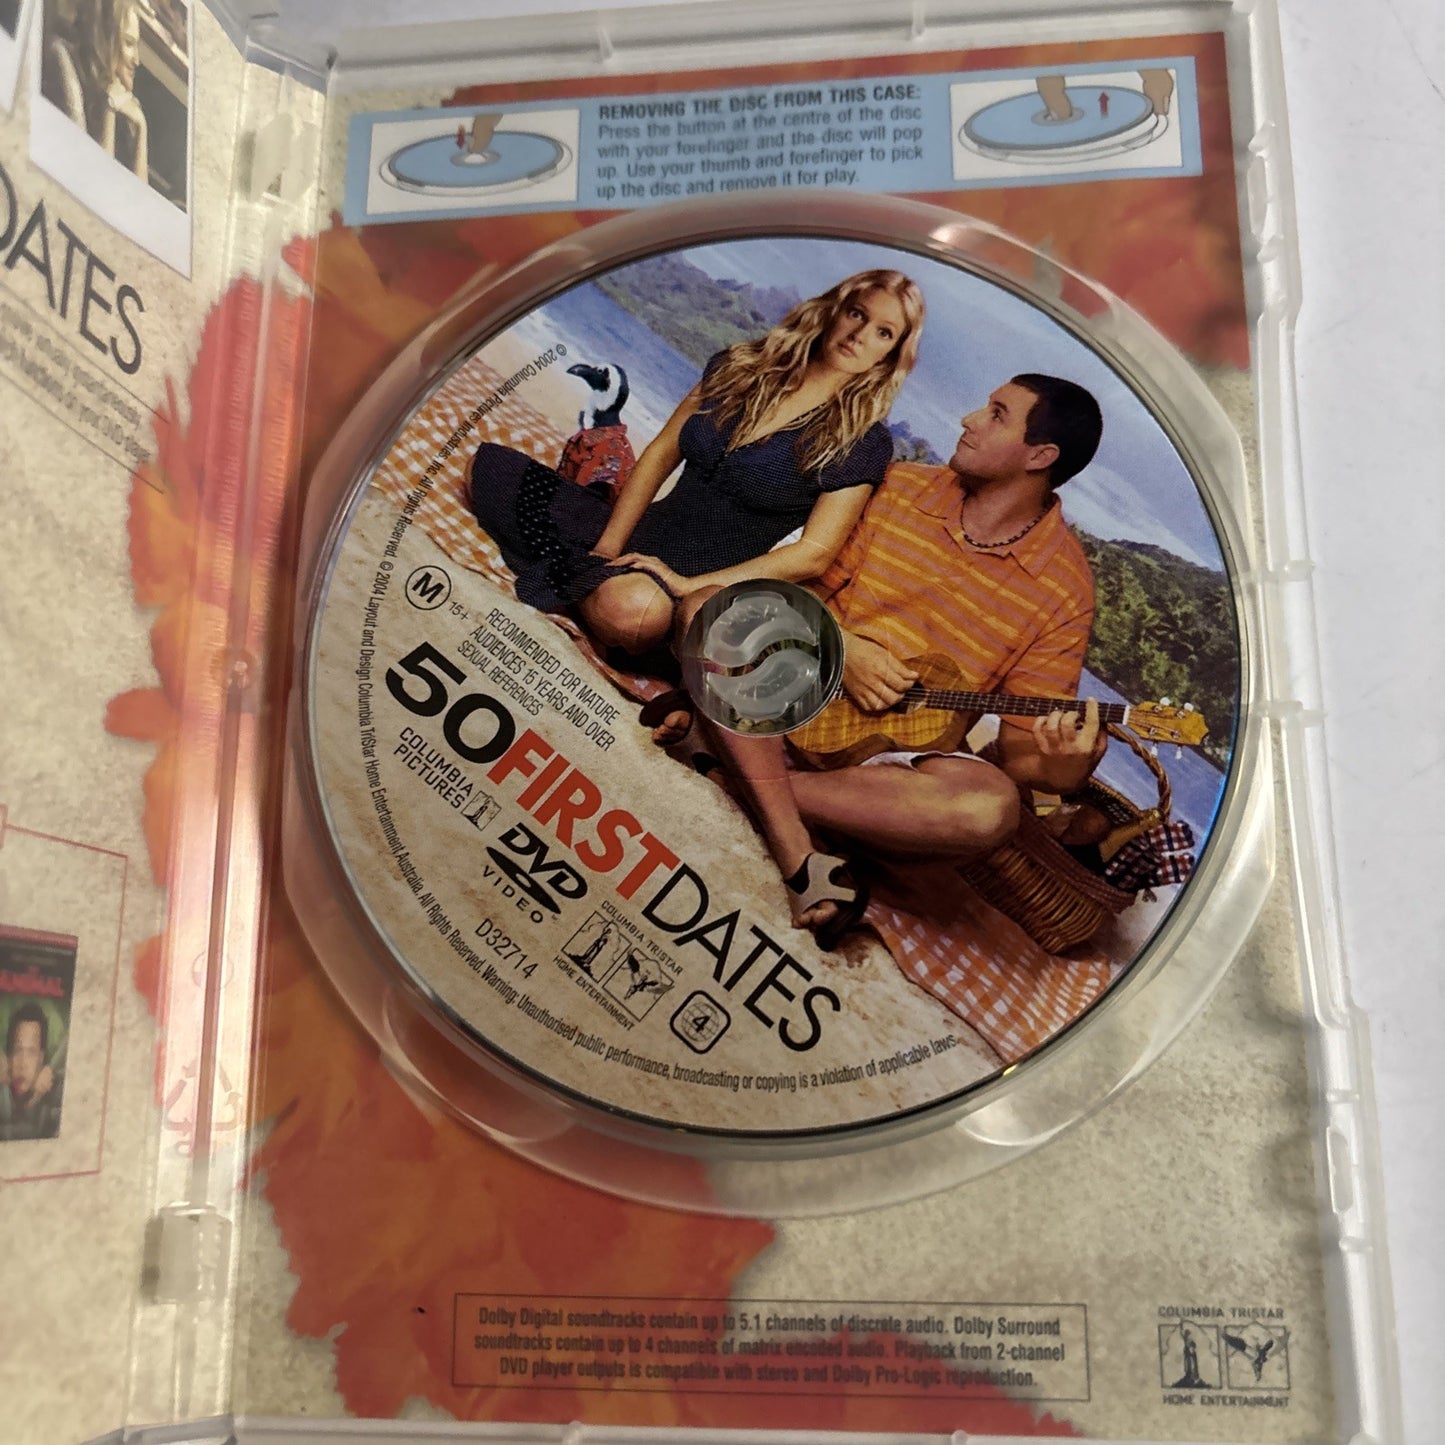 REMOVING THE DISC FROM THIS CASE:
Press the button at the centre of the disc
with your forefinger and the disc will pop
up. Use your thumb and forefinger to pick
up the disc and remove it for play.
DATES
© 2004 Columbia Pictures Industries, Inc. All Rights Reserved. © 2004 Layout and Design Columbia TriStar Home Entertainment Australia. All Rights Reserved. Warning: Unauthorised public performance, broadcasting or copying is a violation of applicable laws.
M
15+
RECOMMENDED FOR MATURE
AUDIENCES 15 YEARS AND OVER
SEXUAL REFERENCES
50FIRSTDATES
COLUMBIA
PICTURES
DVD
VIDEO
D32714
COLUMBIA TRISTAR
HOME ENTERTAINMENT
4
Dolby Digital soundtracks contain up to 5.1 channels of discrete audio. Dolby Surround
soundtracks contain up to 4 channels of matrix encoded audio. Playback from 2-channel
DVD player outputs is compatible with stereo and Dolby Pro-Logic reproduction.
COLUMBIA TRISTAR
HOME ENTERTAINMENT